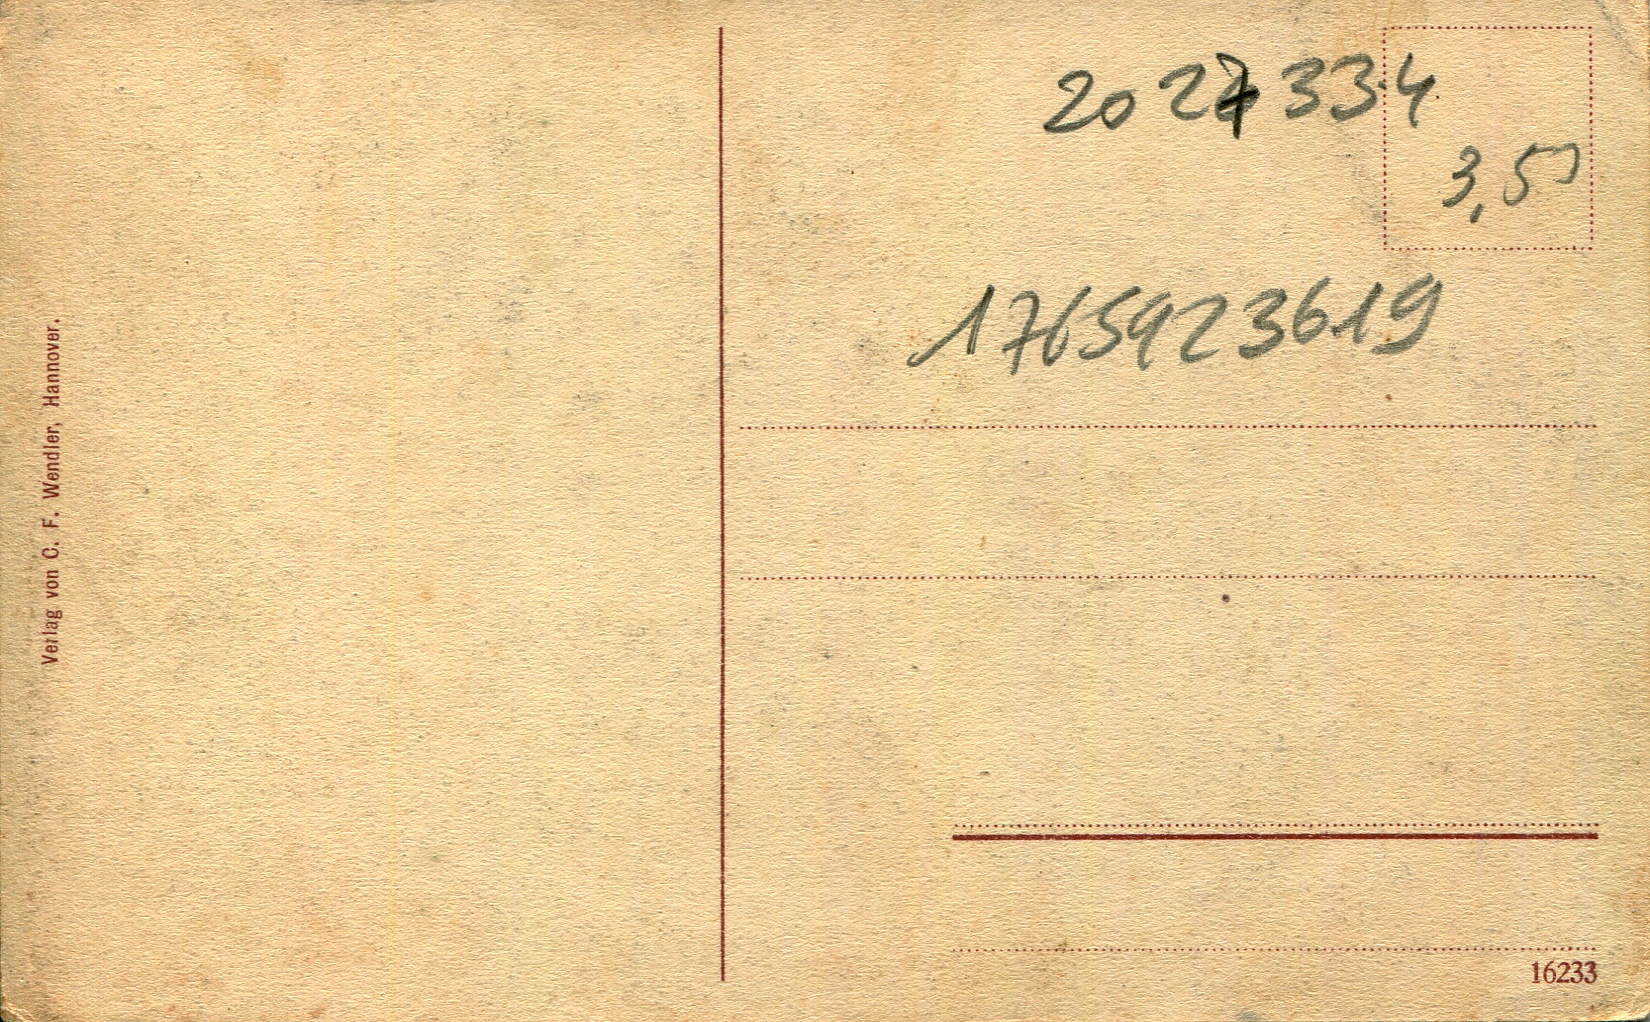 2027334
3,50
1765923619
Verlag von C. F. Wendler, Hannover.
16233